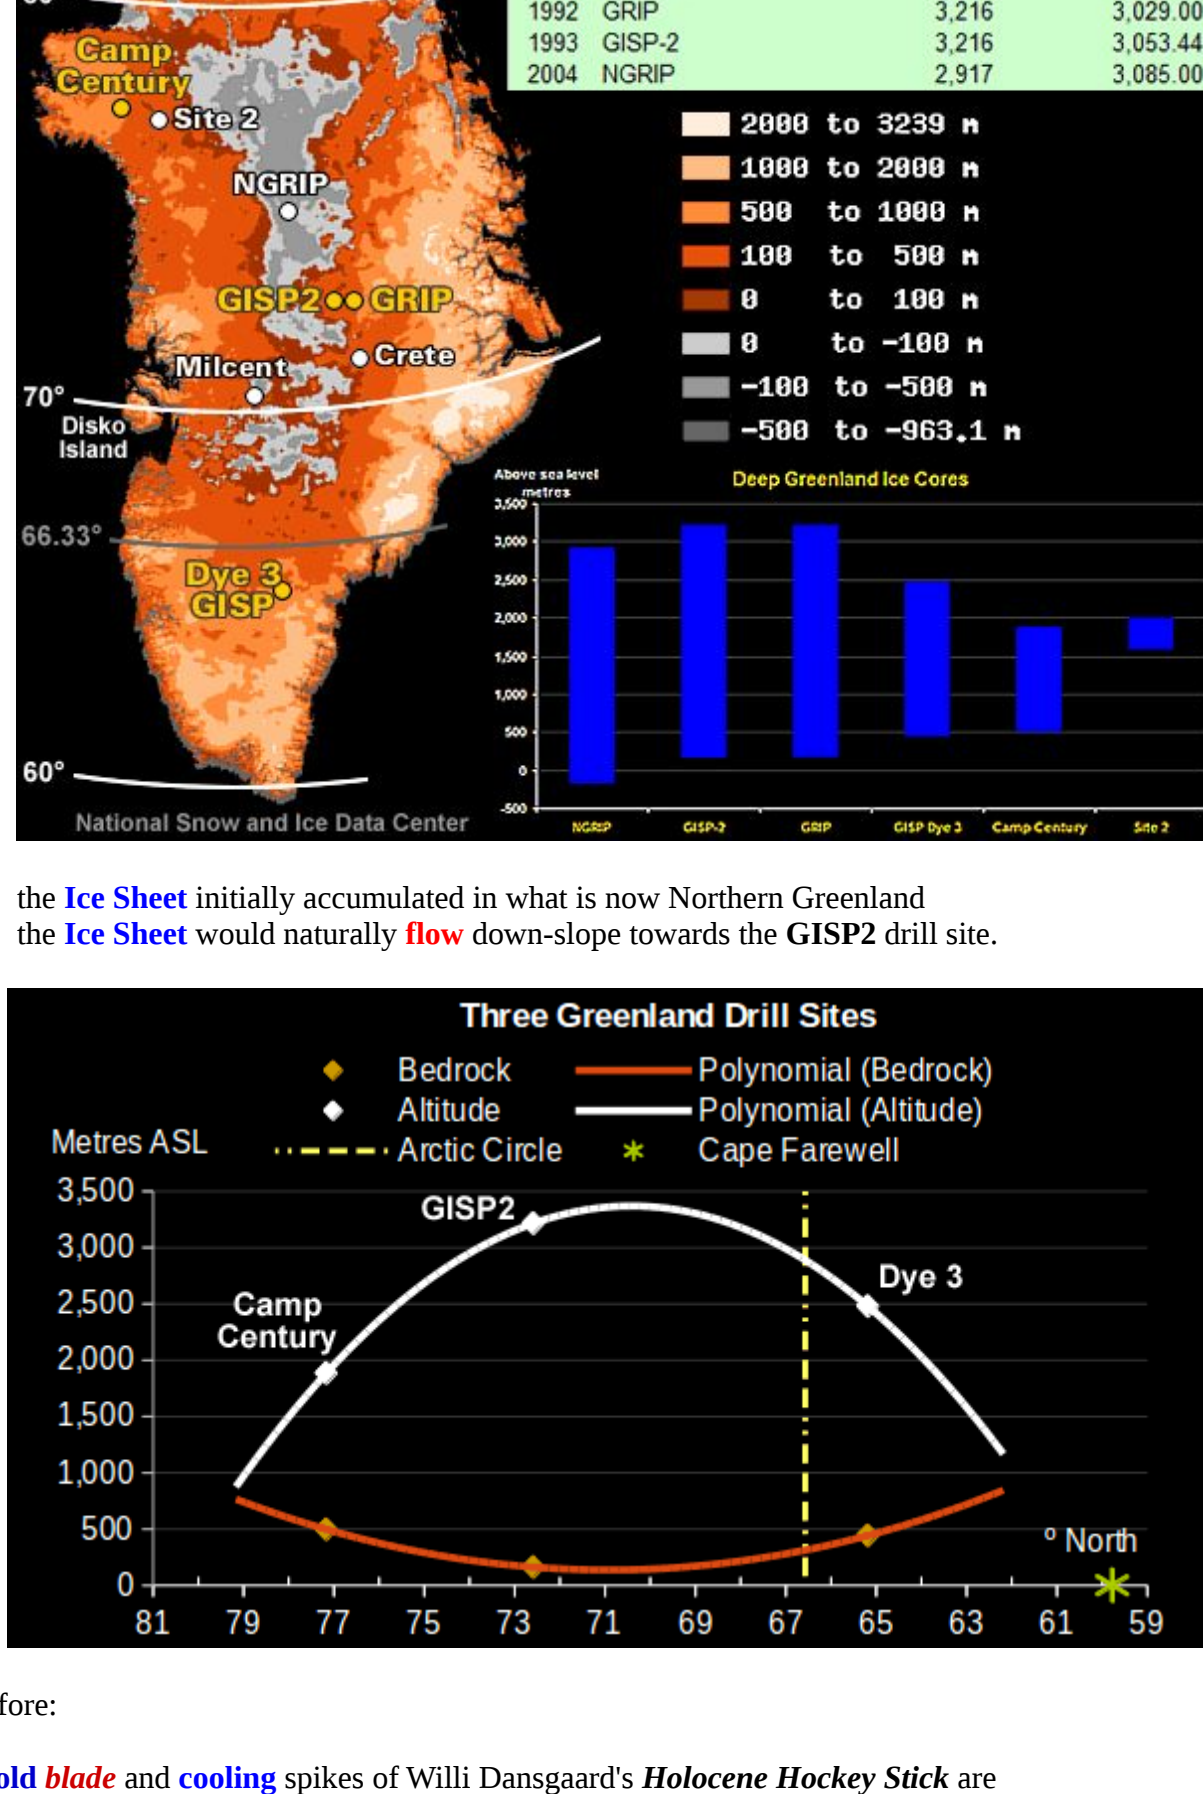 1992 GRIP 3,216 3,029.00
1993 GISP-2 3,216 3,053.44
2004 NGRIP 2,917 3,085.00
Camp
Century
Site 2
NGRIP
GISP2 GRIP
Milcent
Crete
70°
Disko
Island
66.33°
Dye 3
GISP
60°
National Snow and Ice Data Center
2000 to 3239 m
1000 to 2000 m
500 to 1000 m
100 to 500 m
0 to 100 m
0 to -100 m
-100 to -500 m
-500 to -963.1 m
Above sea level
metres
Deep Greenland Ice Cores
3,500
3,000
2,500
2,000
1,500
1,000
500
0
-500
NGRIP GISP-2 GRIP GISP Dye 3 Camp Century Site 2
the Ice Sheet initially accumulated in what is now Northern Greenland
the Ice Sheet would naturally flow down-slope towards the GISP2 drill site.
Three Greenland Drill Sites
Bedrock Polynomial (Bedrock)
Altitude Polynomial (Altitude)
Arctic Circle Cape Farewell
Metres ASL
3,500
3,000
2,500
2,000
1,500
1,000
500
0
GISP2
Camp
Century
Dye 3
º North
81 79 77 75 73 71 69 67 65 63 61 59
fore:
old blade and cooling spikes of Willi Dansgaard's Holocene Hockey Stick are